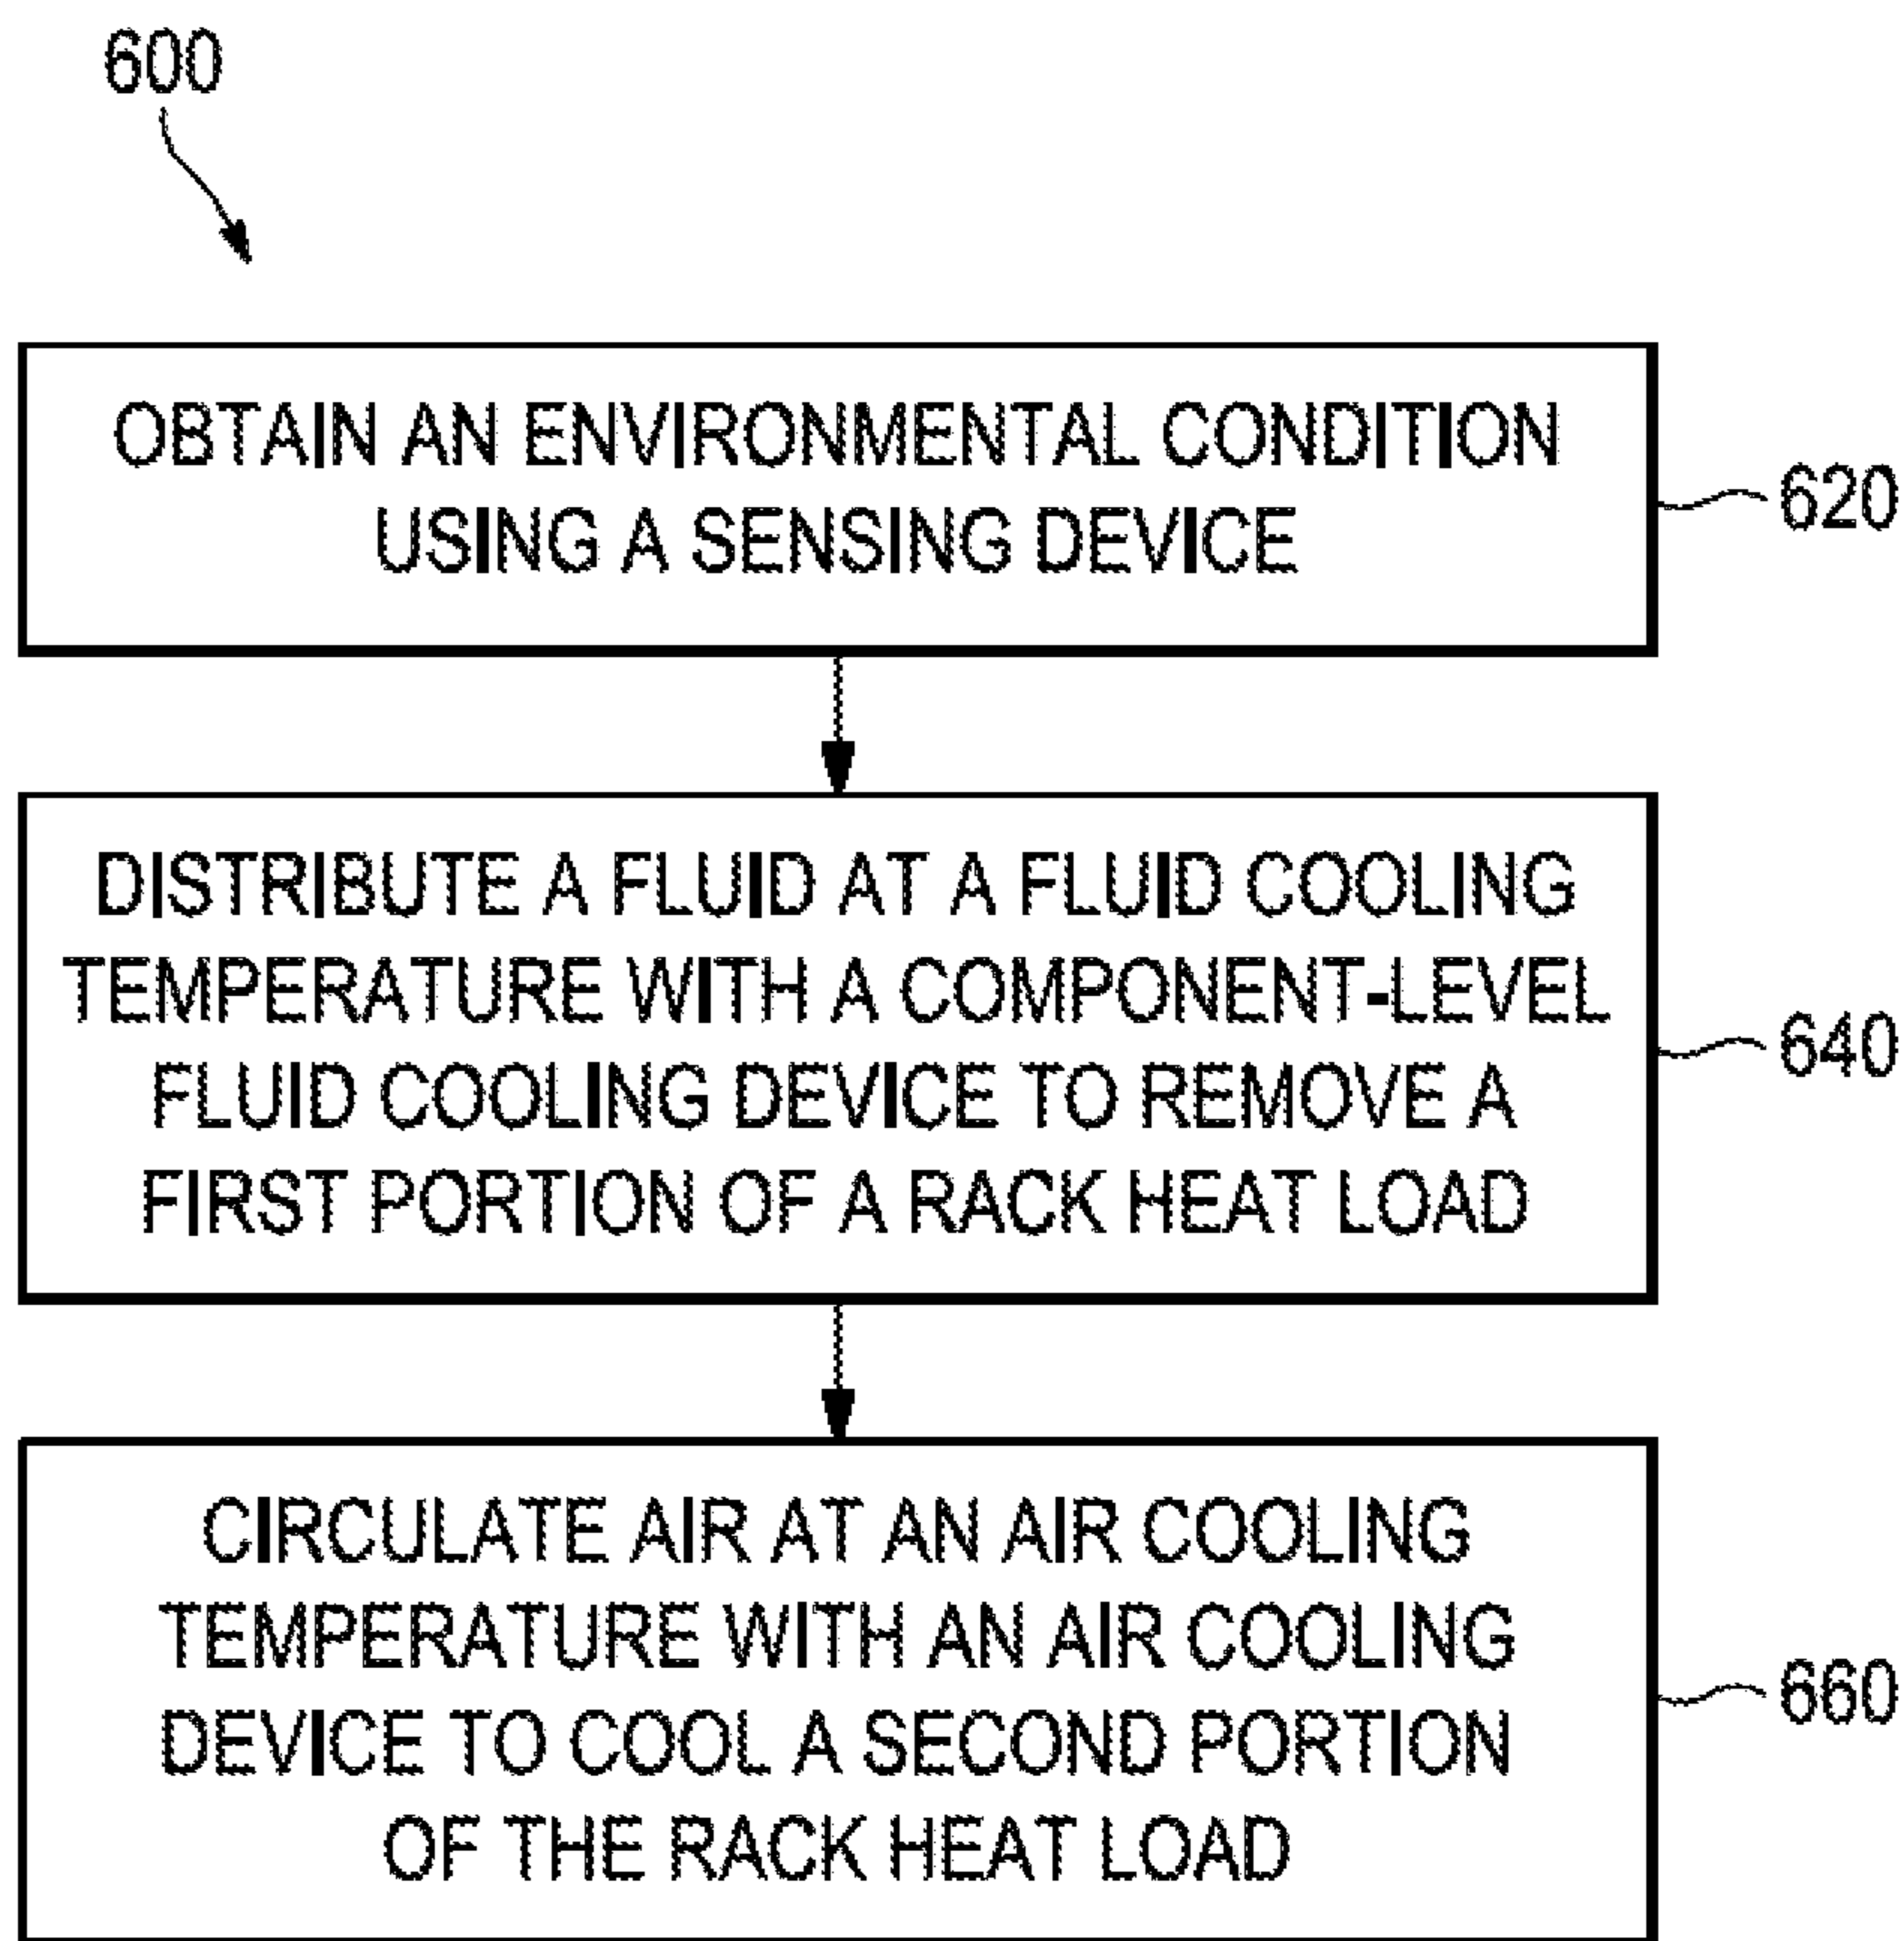 600
OBTAIN AN ENVIRONMENTAL CONDITION
USING A SENSING DEVICE
620
DISTRIBUTE A FLUID AT A FLUID COOLING
TEMPERATURE WITH A COMPONENT-LEVEL
FLUID COOLING DEVICE TO REMOVE A
FIRST PORTION OF A RACK HEAT LOAD
640
CIRCULATE AIR AT AN AIR COOLING
TEMPERATURE WITH AN AIR COOLING
DEVICE TO COOL A SECOND PORTION
OF THE RACK HEAT LOAD
660